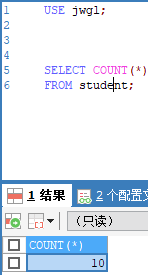 1 USE jwgl;
2
3
4
5 SELECT COUNT(*)
6 FROM student;
1 结果
2 个配置文
(只读)
COUNT(*)
10